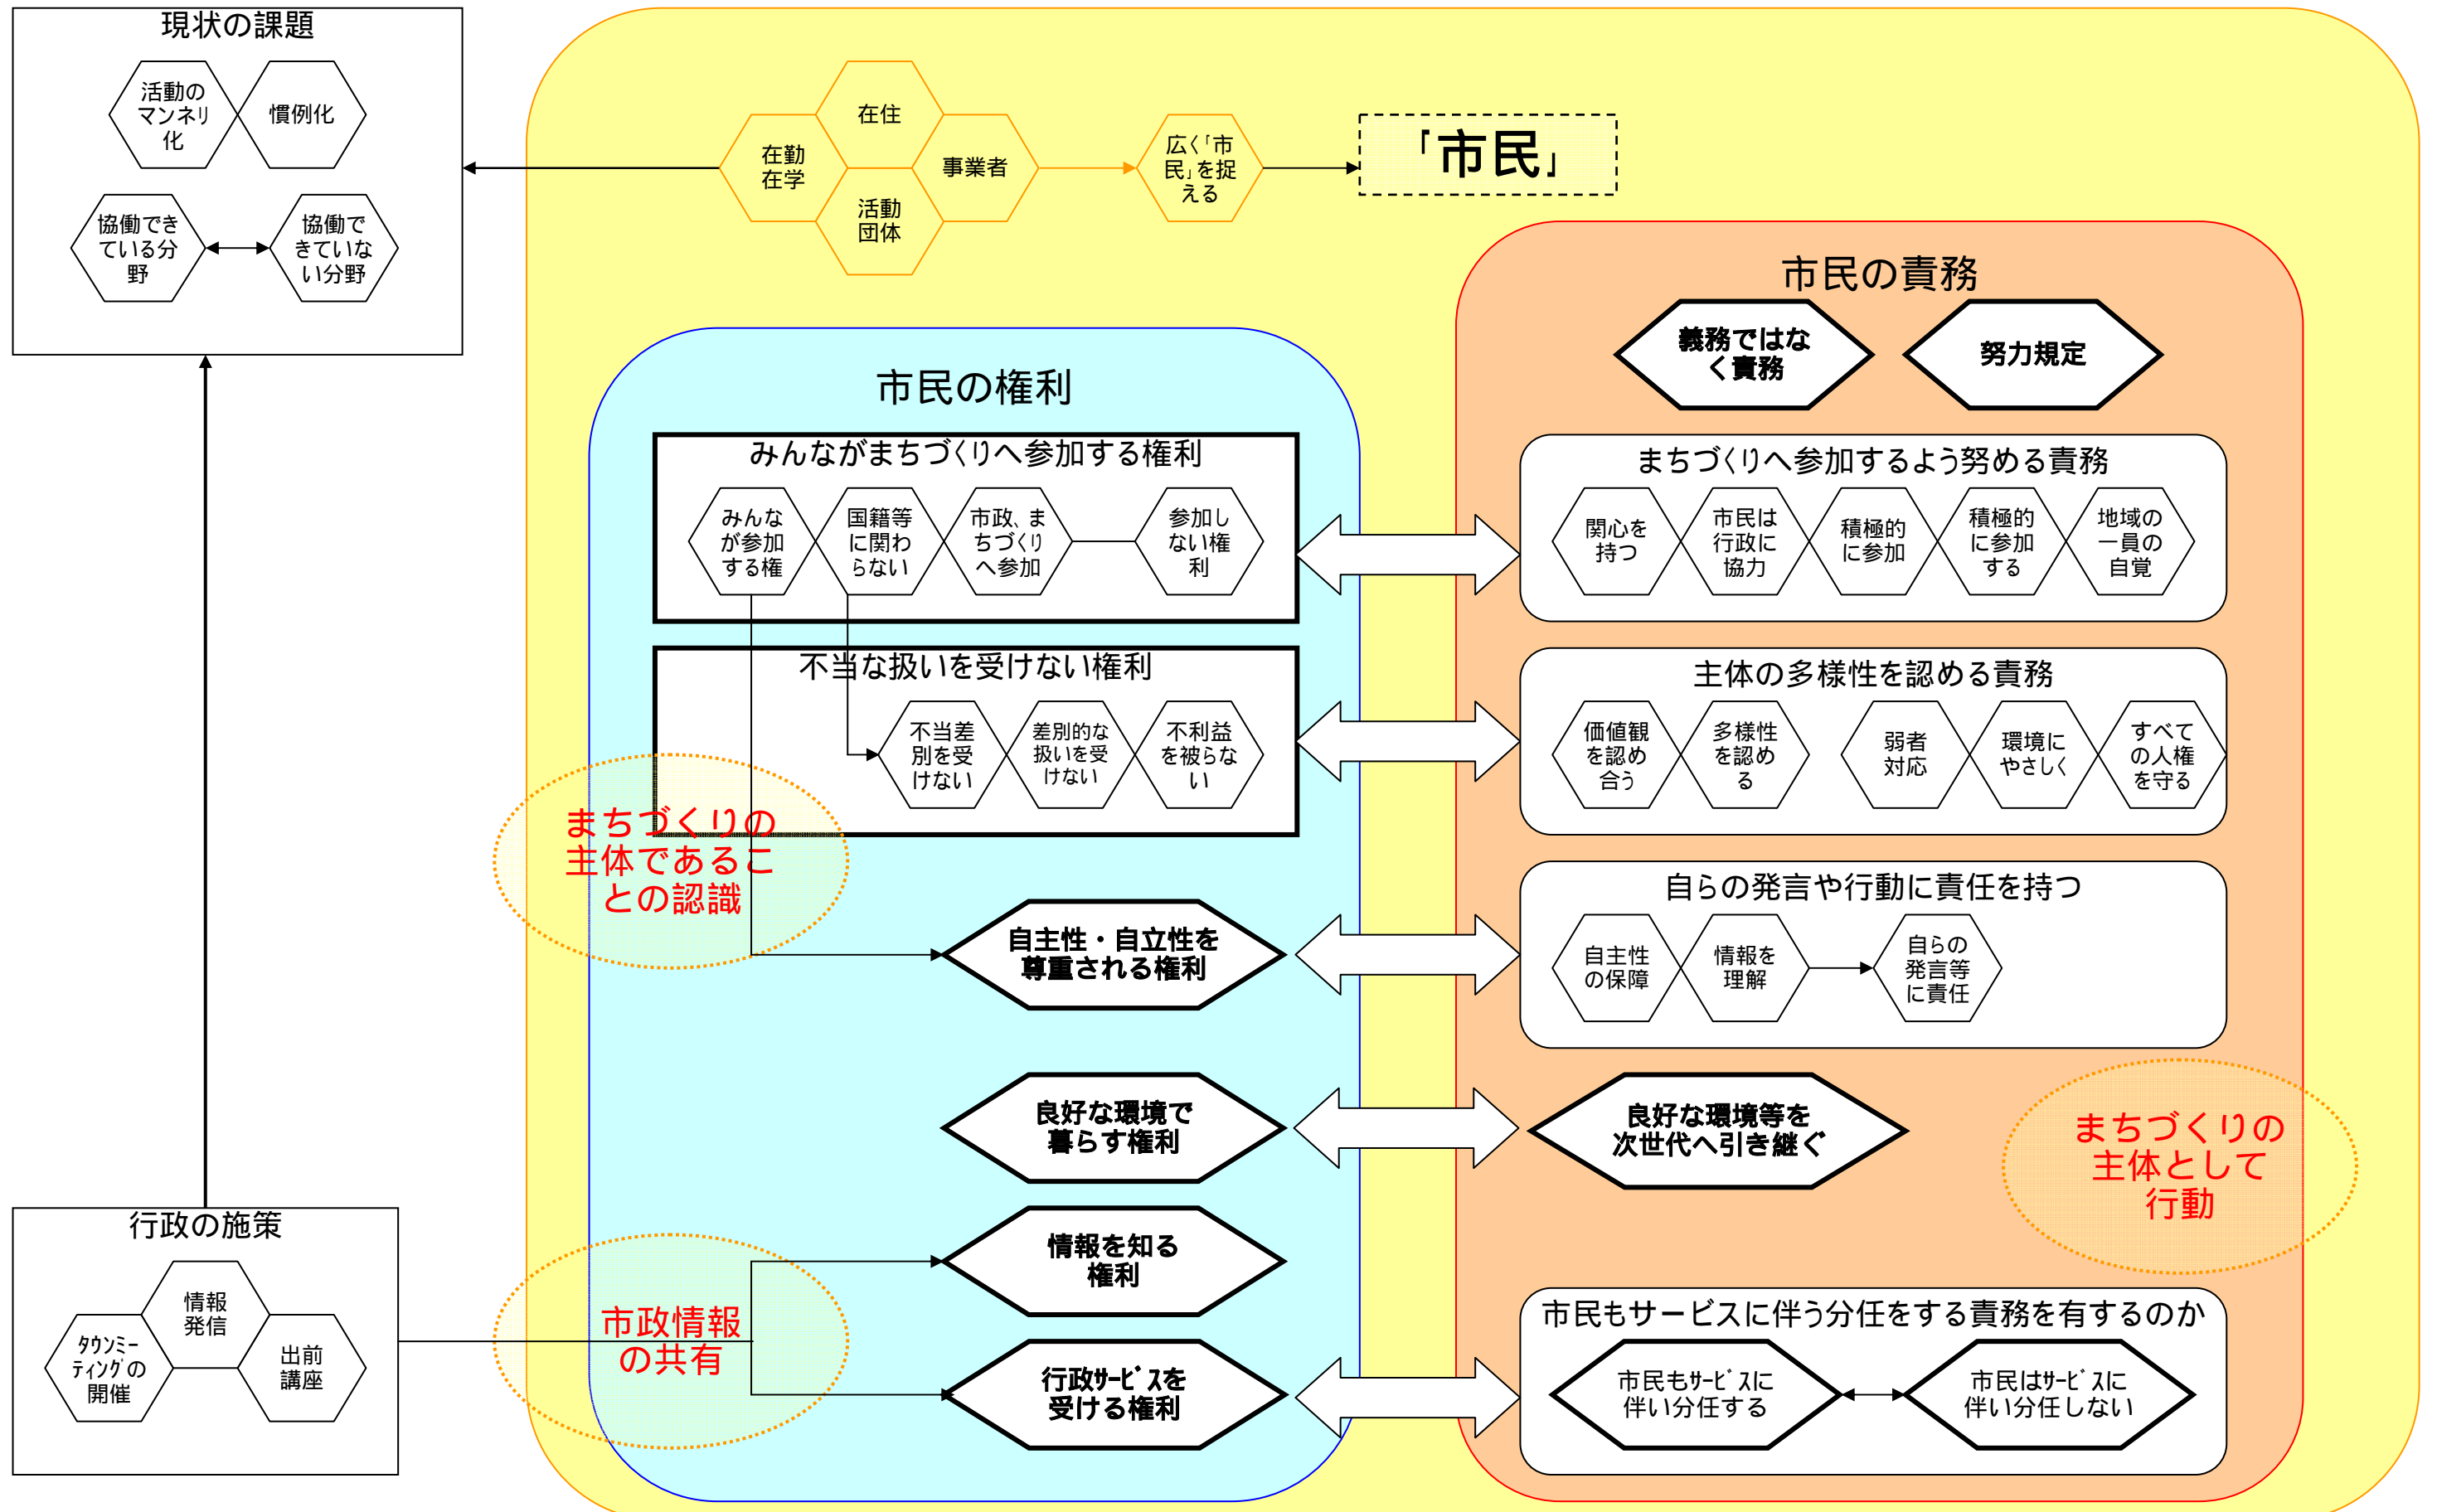 現状の課題
活動の
マンネリ
化
慣例化
協働でき
ている分
野
協働で
きていな
い分野
在勤
在学
在住
活動
団体
事業者
広く「市
民」を捉
える
「市民」
市民の権利
みんながまちづくりへ参加する権利
みんな
が参加
する権
国籍等
に関わ
らない
市政、ま
ちづくり
へ参加
参加し
ない権
利
不当な扱いを受けない権利
不当差
別を受
けない
差別的な
扱いを受
けない
不利益
を被らな
い
まちづくりの
主体であるこ
との認識
自主性・自立性を
尊重される権利
良好な環境で
暮らす権利
情報を知る
権利
行政ｻｰﾋﾞｽを
受ける権利
市政情報
の共有
市民の責務
義務ではな
く責務
努力規定
まちづくりへ参加するよう努める責務
関心を
持つ
市民は
行政に
協力
積極的
に参加
積極的
に参加
する
地域の
一員の
自覚
主体の多様性を認める責務
価値観
を認め
合う
多様性
を認め
る
弱者
対応
環境に
やさしく
すべて
の人権
を守る
自らの発言や行動に責任を持つ
自主性
の保障
情報を
理解
自らの
発言等
に責任
良好な環境等を
次世代へ引き継ぐ
まちづくりの
主体として
行動
市民もサービスに伴う分任をする責務を有するのか
市民もｻｰﾋﾞｽに
伴い分任する
市民はｻｰﾋﾞｽに
伴い分任しない
行政の施策
ﾀｳﾝﾐｰ
ﾃｨﾝｸﾞの
開催
情報
発信
出前
講座